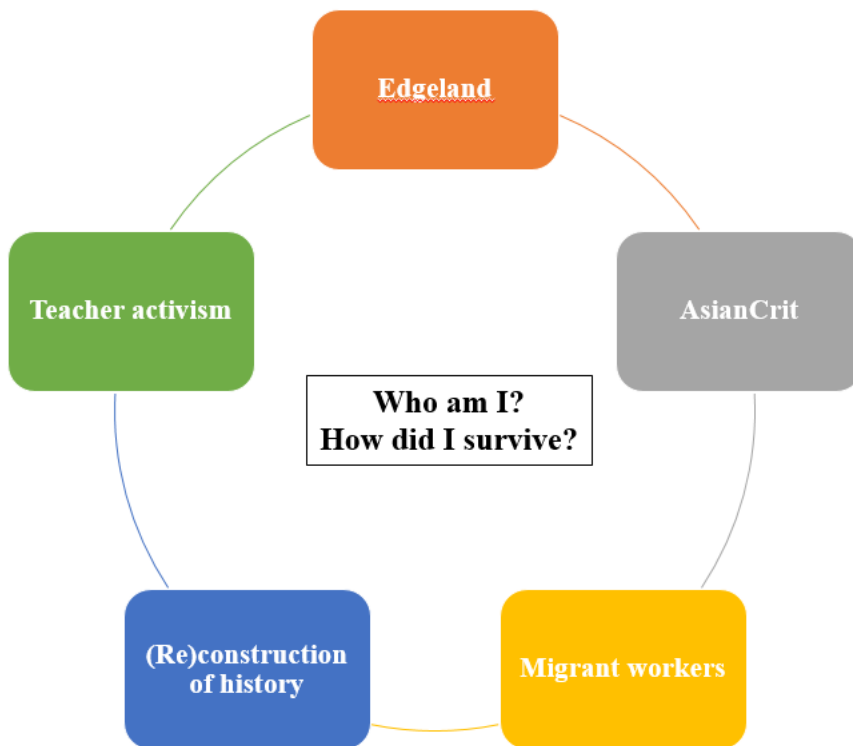 Edgeland
Teacher activism
AsianCrit
Who am I?
How did I survive?
(Re)construction
of history
Migrant workers